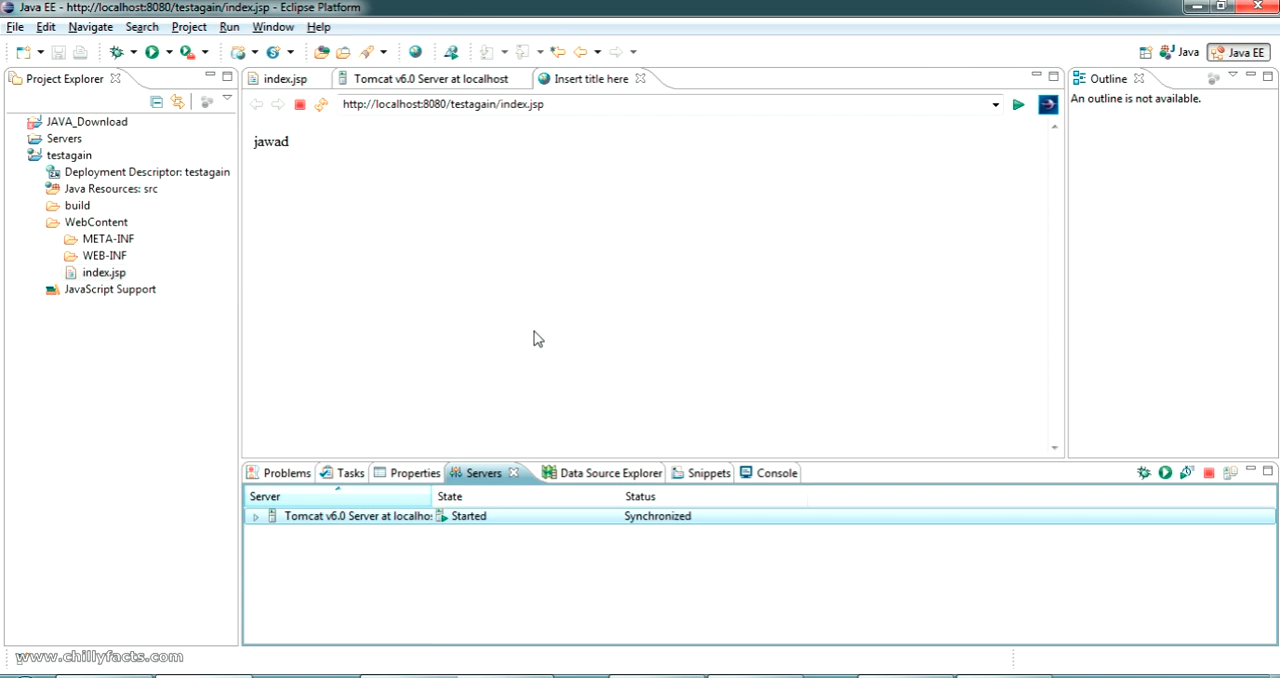 Java EE - http://localhost:8080/testagain/index.jsp - Eclipse Platform
File Edit Navigate Search Project Run Window Help
Java Java EE
Project Explorer
index.jsp
Tomcat v6.0 Server at localhost
Insert title here
Outline
http://localhost:8080/testagain/index.jsp
An outline is not available.
JAVA_Download
Servers
testagain
Deployment Descriptor: testagain
Java Resources: src
build
WebContent
META-INF
WEB-INF
index.jsp
JavaScript Support
jawad
Problems Tasks Properties Servers Data Source Explorer Snippets Console
Server State Status
Tomcat v6.0 Server at localho: Started Synchronized
www.chillyfacts.com